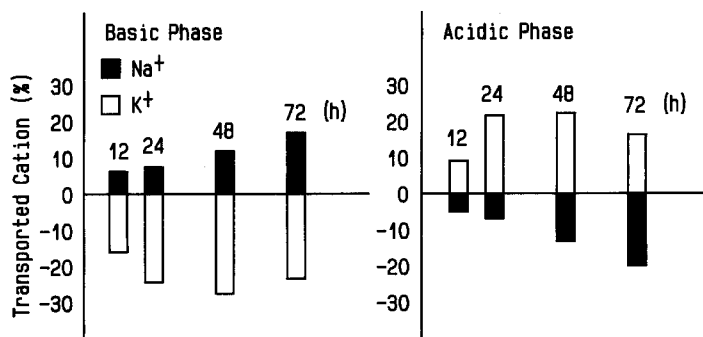 Basic Phase
Na+
K+
Transported Cation (%)
30
20
10
0
-10
-20
-30
12
24
48
72 (h)
Acidic Phase
30
20
10
0
-10
-20
-30
12
24
48
72 (h)